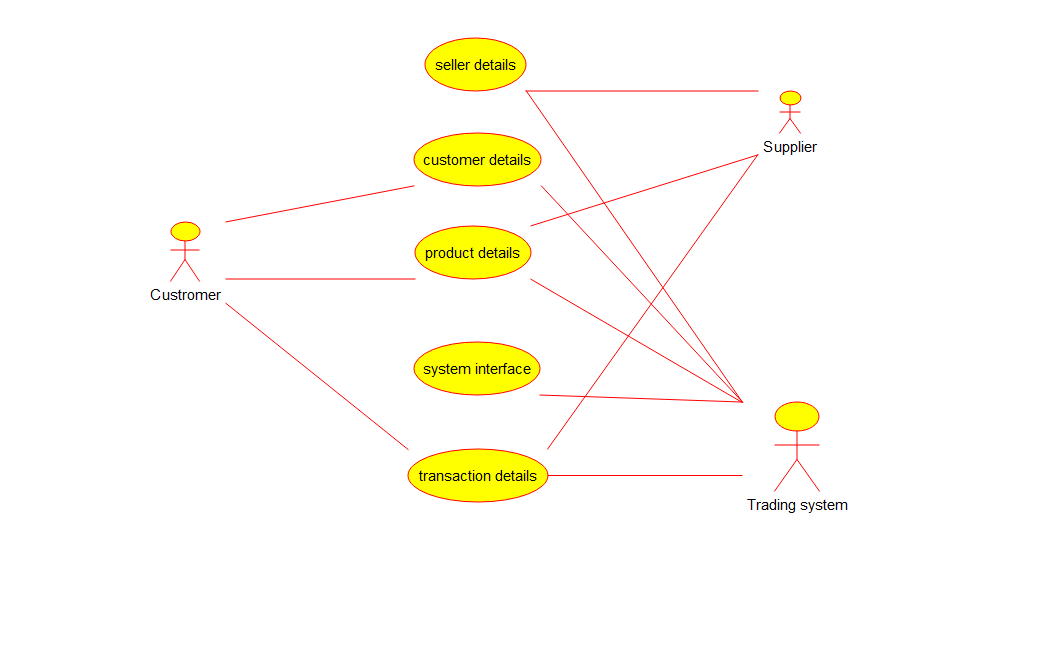 seller details
Supplier
customer details
product details
Custromer
system interface
transaction details
Trading system